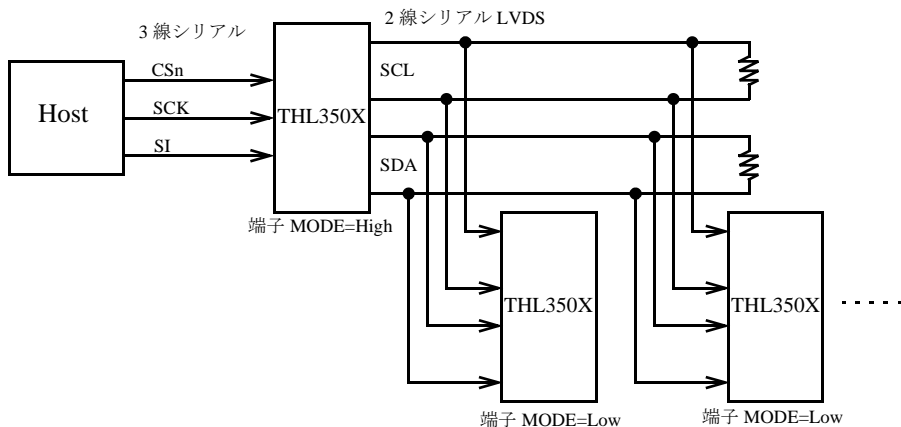 3 線シリアル
2 線シリアル LVDS
CSn
SCL
SCK
Host
THL350X
SI
SDA
端子 MODE=High
THL350X
THL350X
端子 MODE=Low
端子 MODE=Low